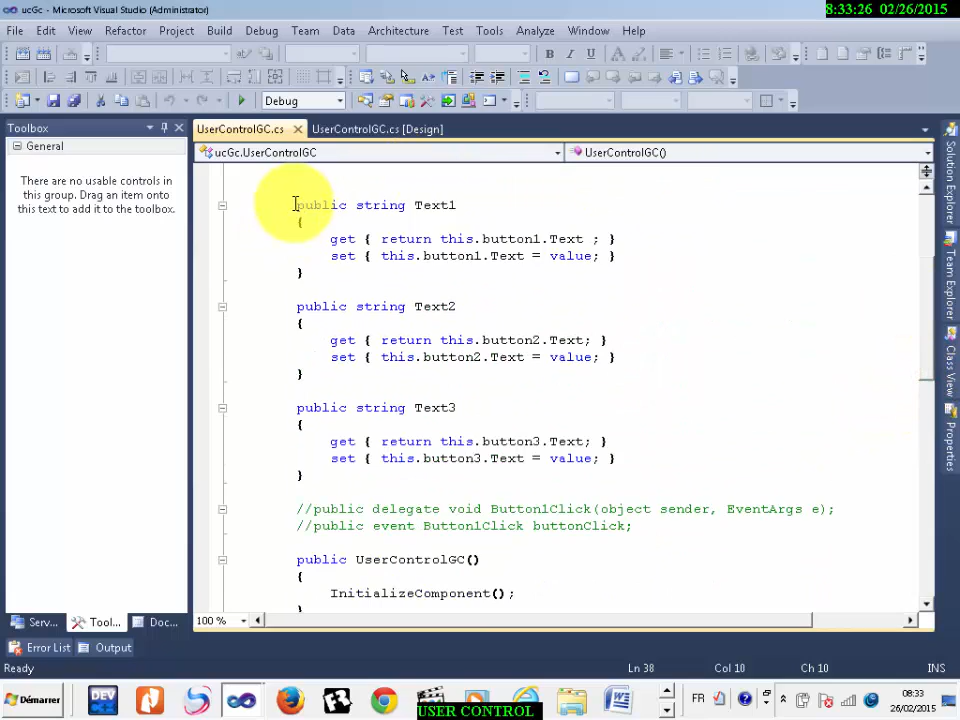 ucGc - Microsoft Visual Studio (Administrator)
8:33:26 02/26/2015
File Edit View Refactor Project Build Debug Team Data Architecture Test Tools Analyze Window Help
Debug
Toolbox
UserControlGC.cs
UserControlGC.cs [Design]
General
ucGc.UserControlGC
UserControlGC()
There are no usable controls in
this group. Drag an item onto
this text to add it to the toolbox.
public string Text1
{
get { return this.button1.Text ; }
set { this.button1.Text = value; }
}
public string Text2
{
get { return this.button2.Text; }
set { this.button2.Text = value; }
}
public string Text3
{
get { return this.button3.Text; }
set { this.button3.Text = value; }
}
//public delegate void Button1Click(object sender, EventArgs e);
//public event Button1Click buttonClick;
public UserControlGC()
{
InitializeComponent();
}
Solution Explorer
Team Explorer
Class View
Properties
100 %
Serv...
Tool...
Doc...
Error List
Output
Ready
Ln 38
Col 10
Ch 10
INS
Démarrer
DEV
FR
08:33
26/02/2015
USER CONTROL